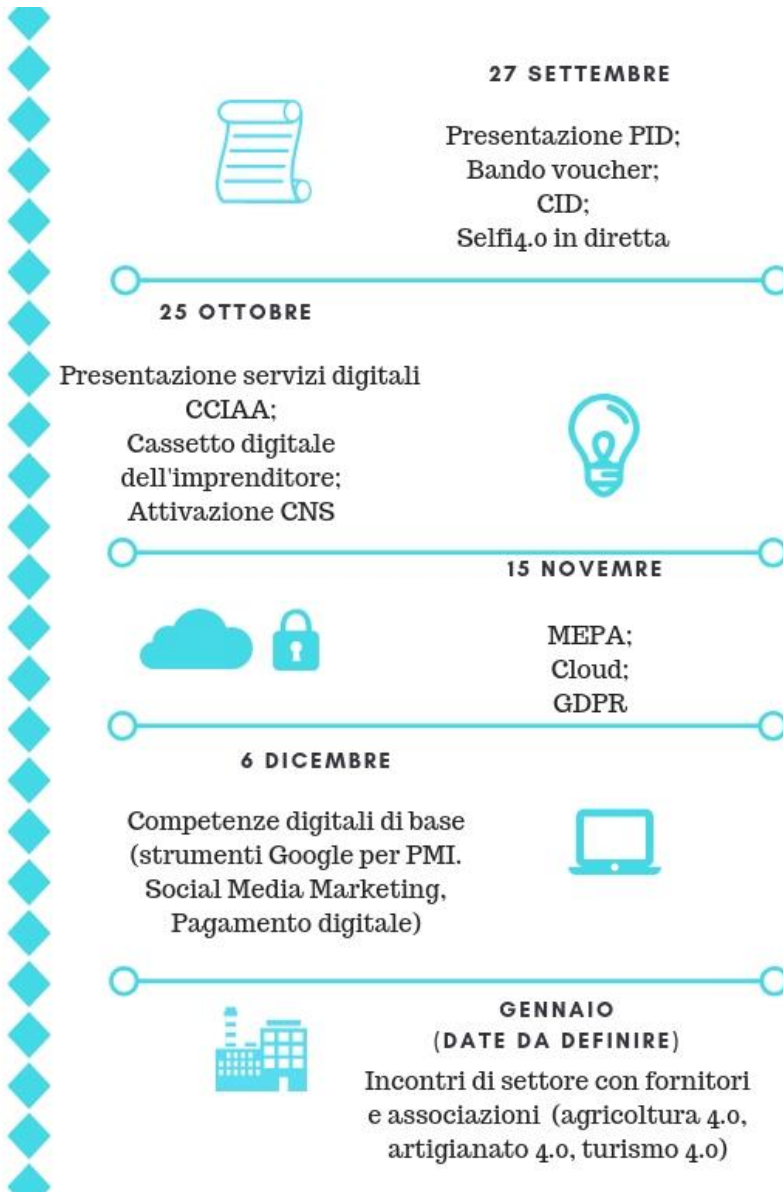 27 SETTEMBRE
Presentazione PID;
Bando voucher;
CID;
Selfi4.0 in diretta
25 OTTOBRE
Presentazione servizi digitali
CCIAA;
Cassetto digitale
dell'imprenditore;
Attivazione CNS
15 NOVEMRE
MEPA;
Cloud;
GDPR
6 DICEMBRE
Competenze digitali di base
(strumenti Google per PMI.
Social Media Marketing,
Pagamento digitale)
GENNAIO
(DATE DA DEFINIRE)
Incontri di settore con fornitori
e associazioni (agricoltura 4.0,
artigianato 4.0, turismo 4.0)